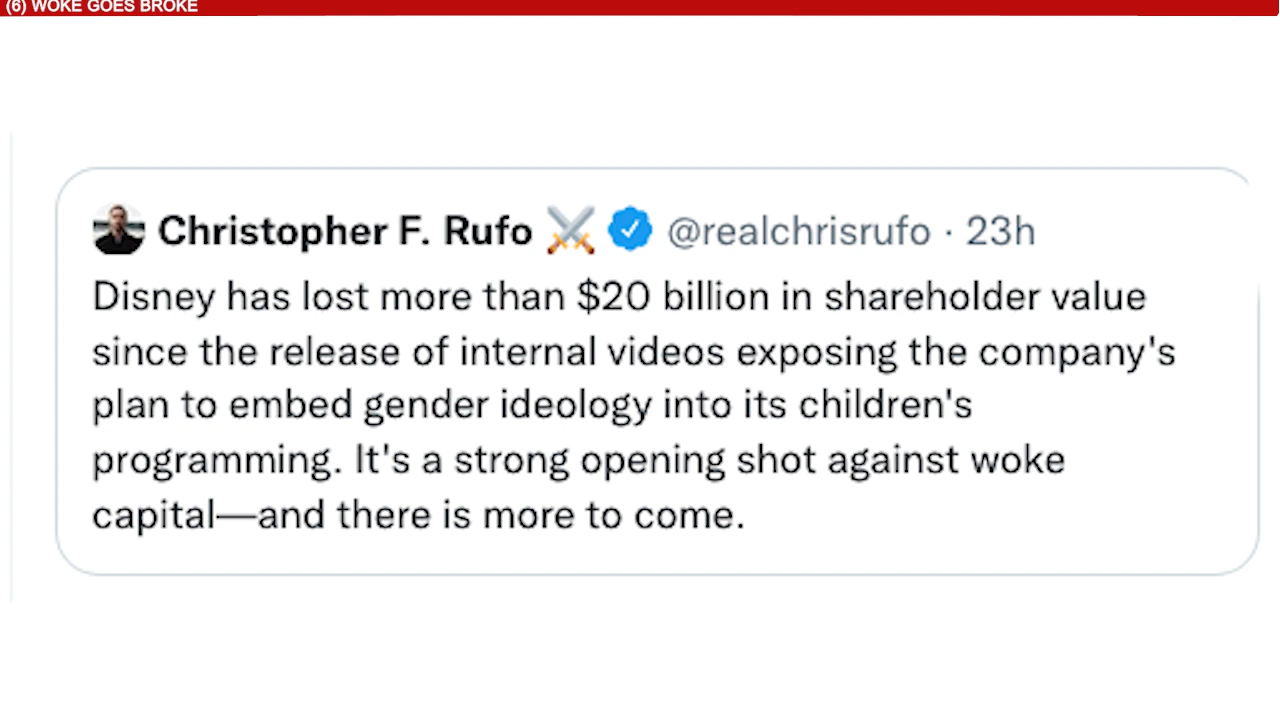 (6) WOKE GOES BROKE
Christopher F. Rufo ⚔️ @realchrisrufo · 23h
Disney has lost more than $20 billion in shareholder value
since the release of internal videos exposing the company's
plan to embed gender ideology into its children's
programming. It's a strong opening shot against woke
capital—and there is more to come.